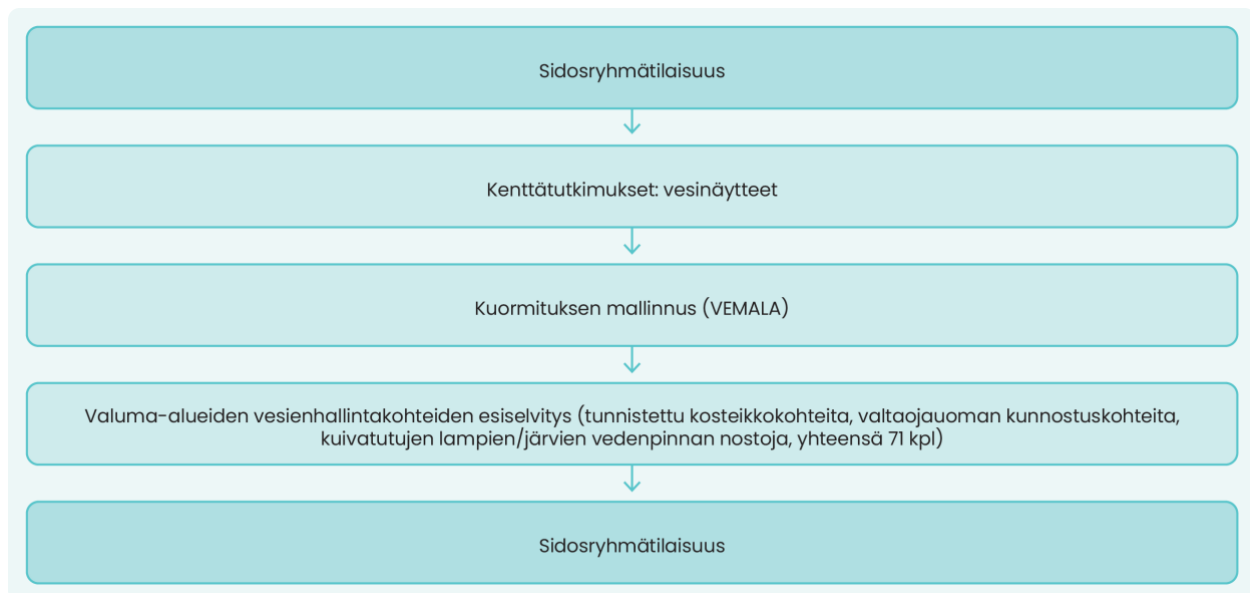 Sidosryhmätilaisuus
Kenttätutkimukset: vesinäytteet
Kuormituksen mallinnus (VEMALA)
Valuma-alueiden vesienhallintakohteiden esiselvitys (tunnistettu kosteikkokohteita, valtaojauoman kunnostuskohteita,
kuivatutujen lampien/järvien vedenpinnan nostoja, yhteensä 71 kpl)
Sidosryhmätilaisuus